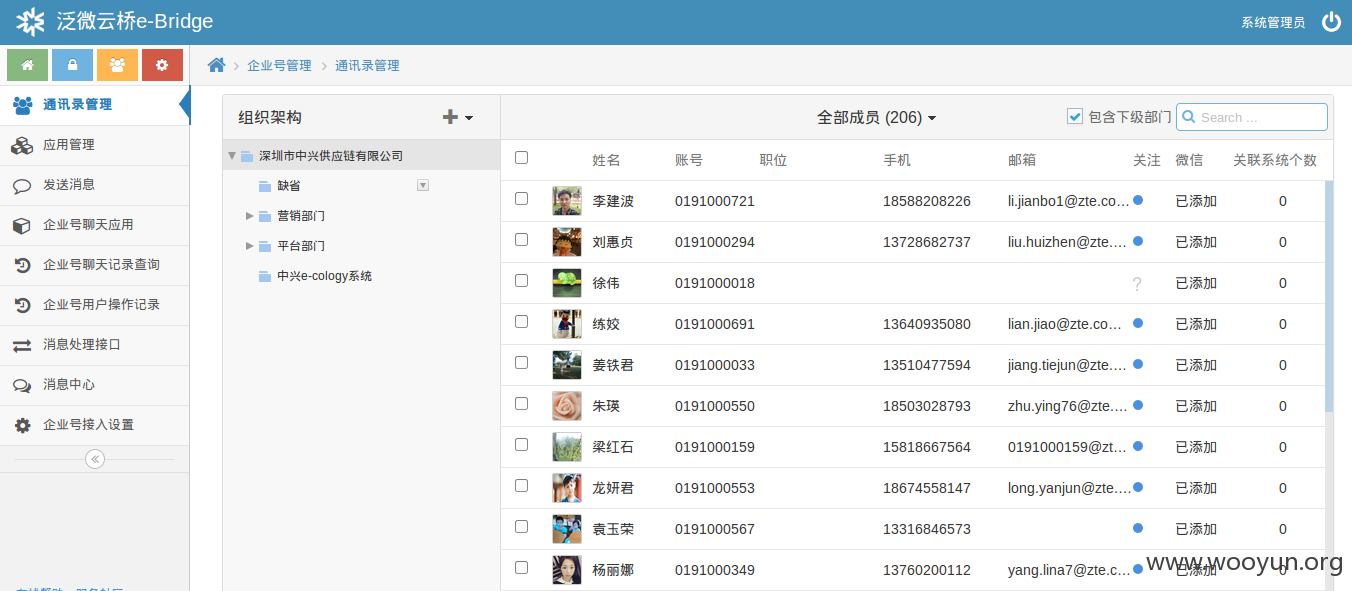 泛微云桥e-Bridge
系统管理员
企业号管理 通讯录管理
通讯录管理
应用管理
发送消息
企业号聊天应用
企业号聊天记录查询
企业号用户操作记录
消息处理接口
消息中心
企业号接入设置
组织架构
深圳市中兴供应链有限公司
缺省
营销部门
平台部门
中兴e-cology系统
全部成员 (206) 包含下级部门 Search ...
姓名 账号 职位 手机 邮箱 关注 微信 关联系统个数
李建波 0191000721 18588208226 li.jianbo1@zte.co... 已添加 0
刘惠贞 0191000294 13728682737 liu.huizhen@zte.... 已添加 0
徐伟 0191000018 ? 已添加 0
练姣 0191000691 13640935080 lian.jiao@zte.co... 已添加 0
姜铁君 0191000033 13510477594 jiang.tiejun@zte.... 已添加 0
朱瑛 0191000550 18503028793 zhu.ying76@zte.... 已添加 0
梁红石 0191000159 15818667564 0191000159@zt... 已添加 0
龙妍君 0191000553 18674558147 long.yanjun@zte.... 已添加 0
袁玉荣 0191000567 13316846573 已添加 0
杨丽娜 0191000349 13760200112 yang.lina7@zte.c... 已添加 0
www.wooyun.org